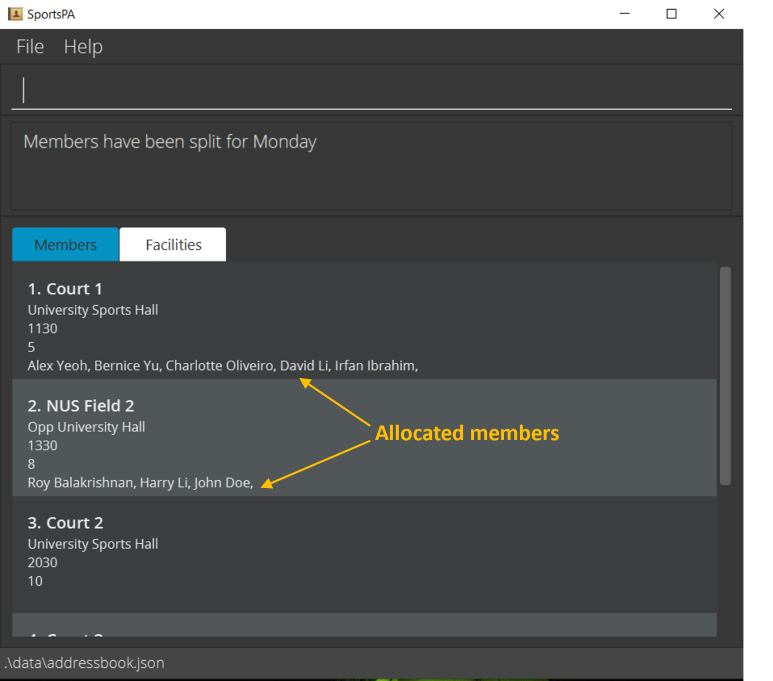 SportsPA
File Help
Members have been split for Monday
Members Facilities
1. Court 1
University Sports Hall
1130
5
Alex Yeoh, Bernice Yu, Charlotte Oliveiro, David Li, Irfan Ibrahim,
2. NUS Field 2
Opp University Hall
1330
8
Roy Balakrishnan, Harry Li, John Doe,
Allocated members
3. Court 2
University Sports Hall
2030
10
.\data\addressbook.json